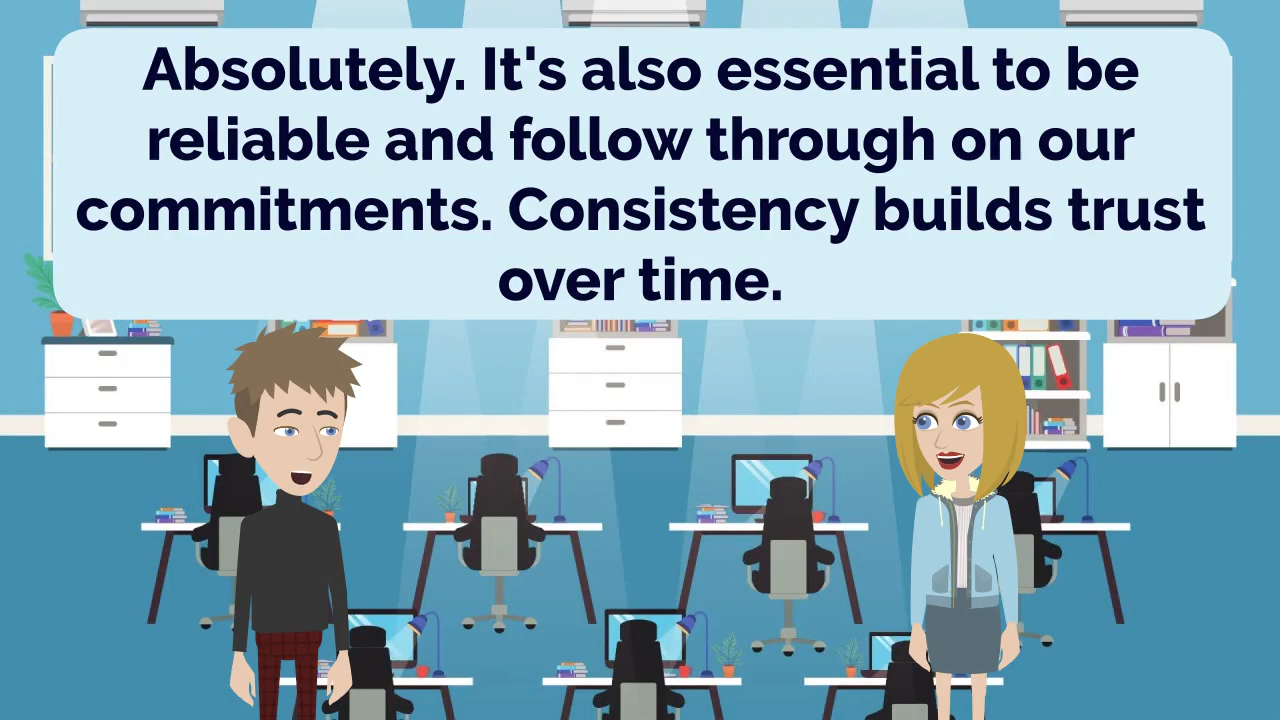 Absolutely. It's also essential to be
reliable and follow through on our
commitments. Consistency builds trust
over time.